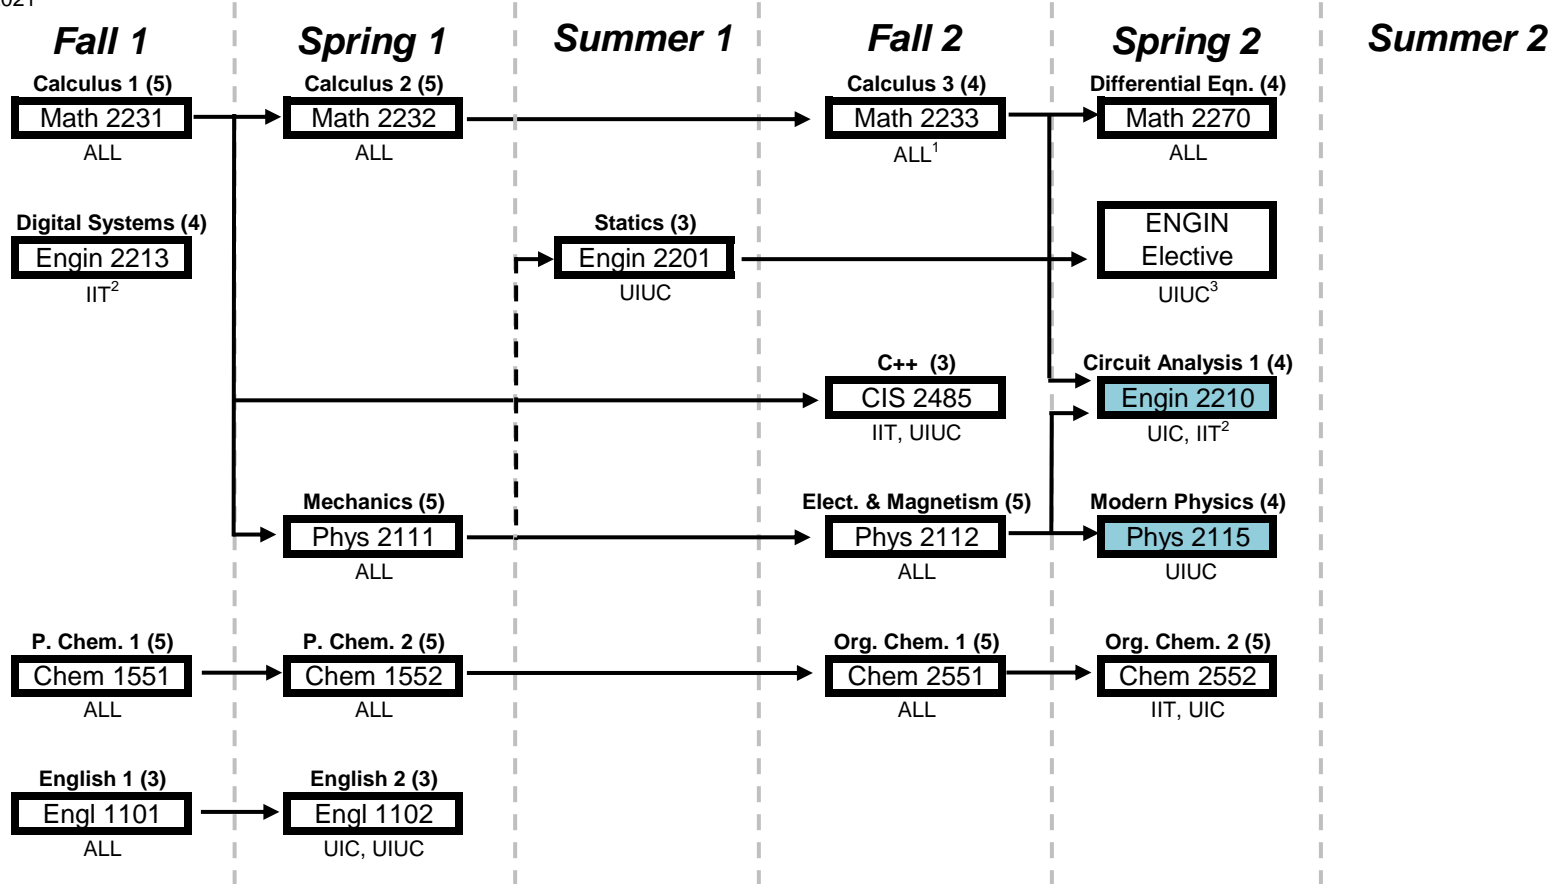 2021
Fall 1
Spring 1
Summer 1
Fall 2
Spring 2
Summer 2
Calculus 1 (5)
Math 2231
ALL
Calculus 2 (5)
Math 2232
ALL
Calculus 3 (4)
Math 2233
ALL1
Differential Eqn. (4)
Math 2270
ALL
Digital Systems (4)
Engin 2213
IIT2
Statics (3)
Engin 2201
UIUC
ENGIN
Elective
UIUC3
C++ (3)
CIS 2485
IIT, UIUC
Circuit Analysis 1 (4)
Engin 2210
UIC, IIT2
Mechanics (5)
Phys 2111
ALL
Elect. & Magnetism (5)
Phys 2112
ALL
Modern Physics (4)
Phys 2115
UIUC
P. Chem. 1 (5)
Chem 1551
ALL
P. Chem. 2 (5)
Chem 1552
ALL
Org. Chem. 1 (5)
Chem 2551
ALL
Org. Chem. 2 (5)
Chem 2552
IIT, UIC
English 1 (3)
Engl 1101
ALL
English 2 (3)
Engl 1102
UIC, UIUC